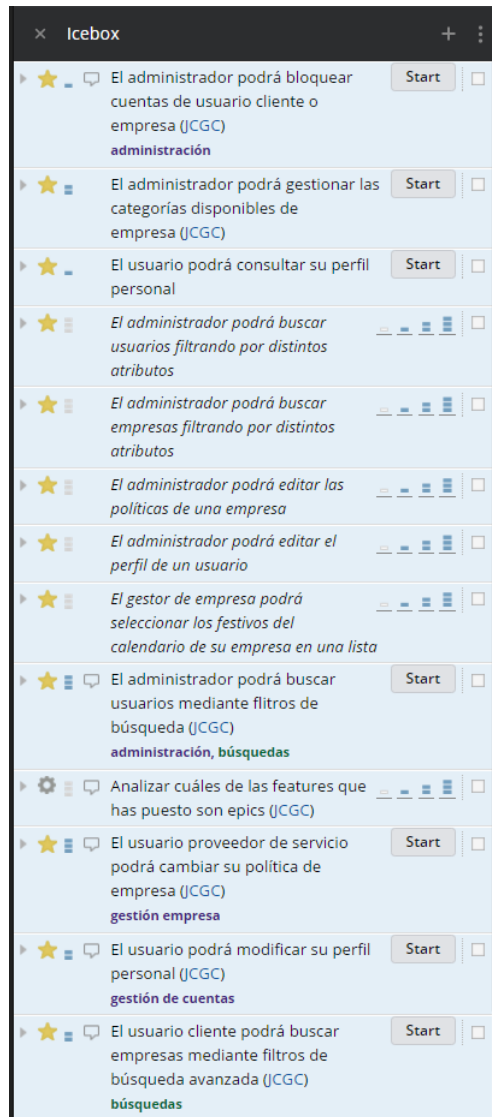 × Icebox +
El administrador podrá bloquear Start
cuentas de usuario cliente o
empresa (JCGC)
administración
El administrador podrá gestionar las Start
categorías disponibles de
empresa (JCGC)
El usuario podrá consultar su perfil Start
personal
El administrador podrá buscar
usuarios filtrando por distintos
atributos
El administrador podrá buscar
empresas filtrando por distintos
atributos
El administrador podrá editar las
políticas de una empresa
El administrador podrá editar el
perfil de un usuario
El gestor de empresa podrá
seleccionar los festivos del
calendario de su empresa en una lista
El administrador podrá buscar Start
usuarios mediante flitros de
búsqueda (JCGC)
administración, búsquedas
Analizar cuáles de las features que
has puesto son epics (JCGC)
El usuario proveedor de servicio Start
podrá cambiar su política de
empresa (JCGC)
gestión empresa
El usuario podrá modificar su perfil Start
personal (JCGC)
gestión de cuentas
El usuario cliente podrá buscar Start
empresas mediante filtros de
búsqueda avanzada (JCGC)
búsquedas